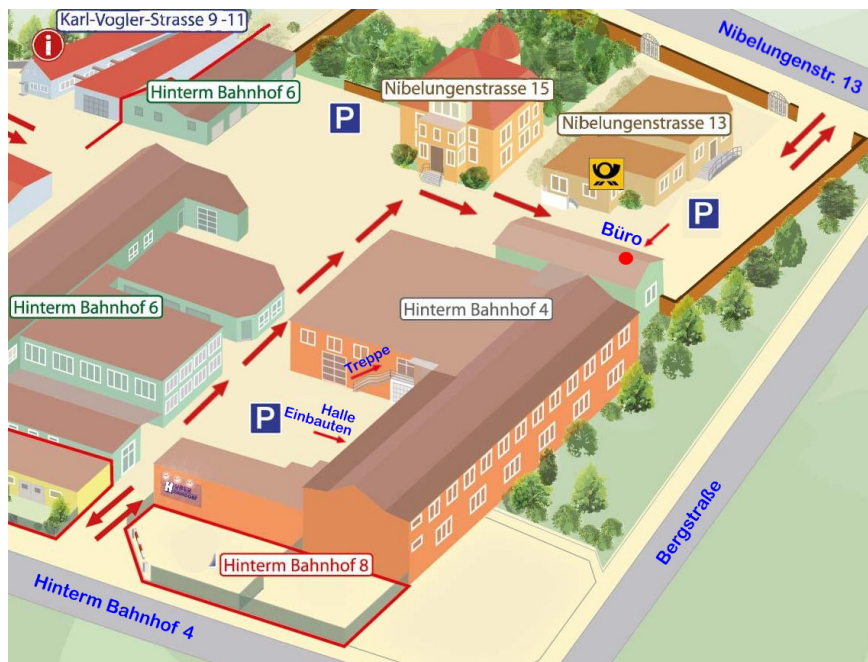 Karl-Vogler-Strasse 9 -11
i
Hinterm Bahnhof 6
P
Nibelungenstrasse 15
Nibelungenstr. 13
Nibelungenstrasse 13
P
Büro
Hinterm Bahnhof 6
Hinterm Bahnhof 4
Treppe
P
Halle
Einbauten
Hinterm Bahnhof 8
Hinterm Bahnhof 4
Bergstraße